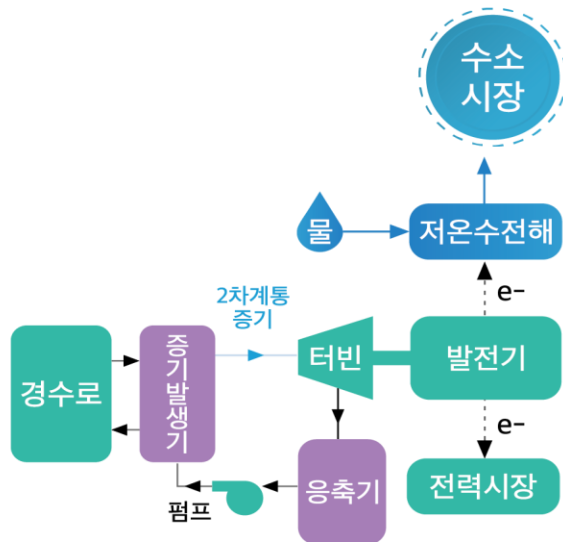 수소
시장
물
저온수전해
e-
2차계통
증기
경수로
증기발생기
터빈
발전기
e-
펌프
응축기
전력시장